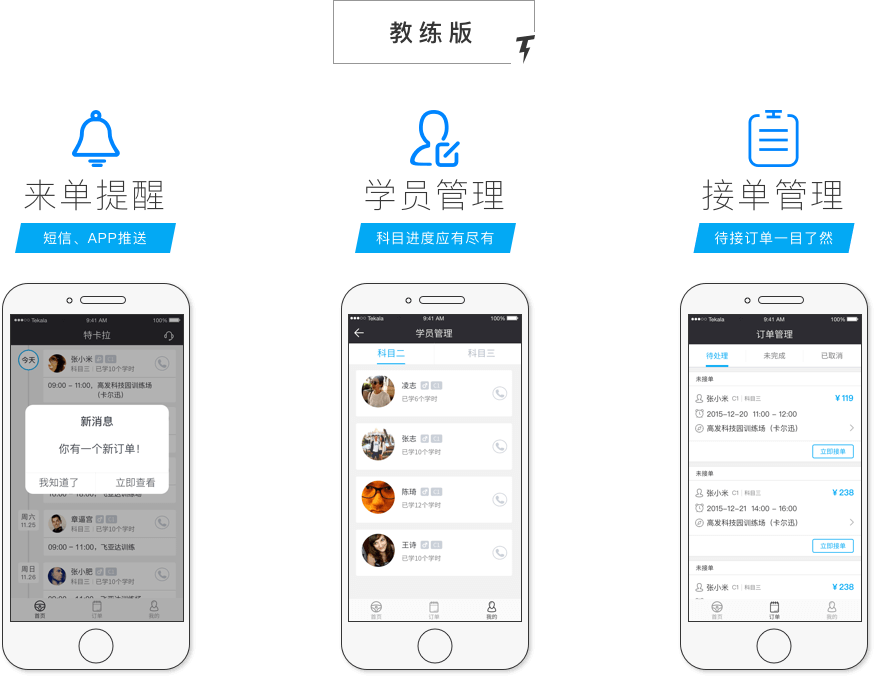 教练版
来单提醒
短信、APP推送
学员管理
科目进度应有尽有
接单管理
待接订单一目了然
Tekala 9:41 AM 100%
特卡拉
今天
张小米 C1
科目三 已学10个学时
09:00 - 11:00，高发科技园训练场
（卡尔迅）
新消息
你有一个新订单！
我知道了 立即查看
周六
11.25
章逼宫
科目三 已学10个学时
09:00 - 11:00，飞亚达训练
周日
11.26
张小肥
科目三 已学10个学时
首页 订单 我的
Tekala 9:41 AM 100%
学员管理
科目二 科目三
凌志
已学6个学时
张志
已学10个学时
陈琦
已学12个学时
王诗
已学10个学时
首页 订单 我的
Tekala 9:41 AM 100%
订单管理
待处理 未完成 已取消
未接单
张小米 C1 科目三 ¥119
2015-12-20 11:00 - 12:00
高发科技园训练场（卡尔迅）
立即接单
未接单
张小米 C1 科目三 ¥238
2015-12-21 14:00 - 16:00
高发科技园训练场（卡尔迅）
立即接单
未接单
张小米 C1 科目三 ¥238
首页 订单 我的